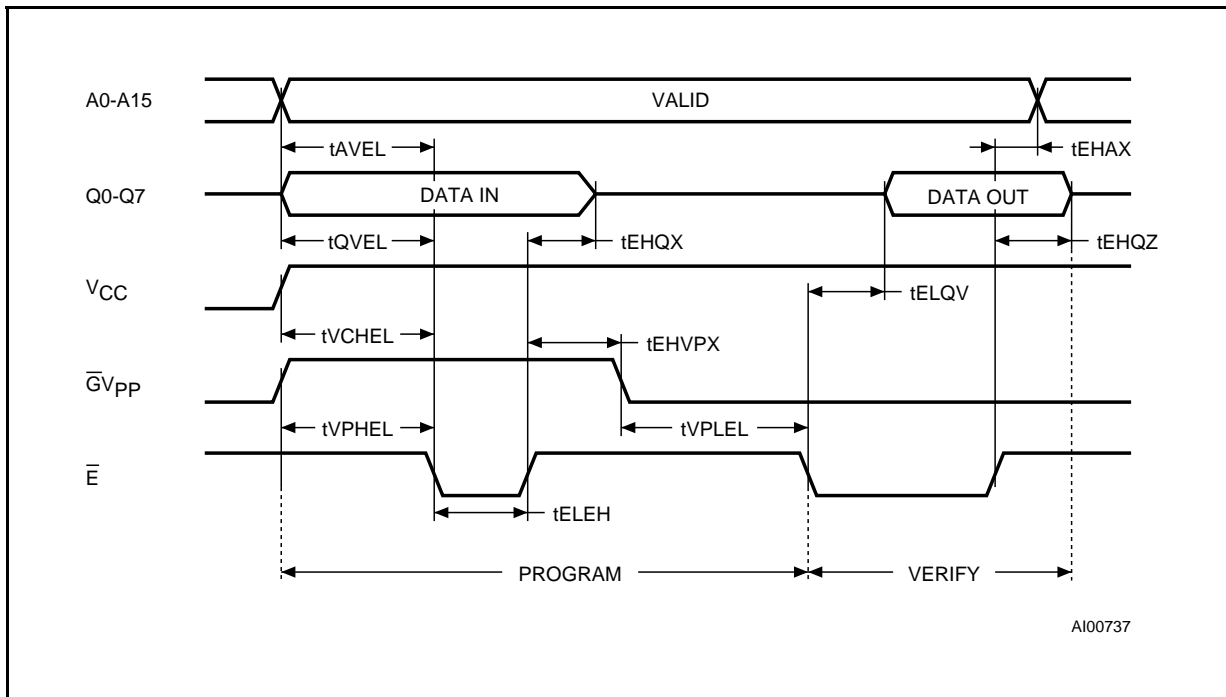 A0-A15
VALID
tAVEL
tEHAX
Q0-Q7
DATA IN
DATA OUT
tQVEL
tEHQX
tEHQZ
VCC
tELQV
tVCHEL
tEHVPX
G̅VPP
tVPHEL
tVPLEL
E̅
tELEH
PROGRAM
VERIFY
AI00737